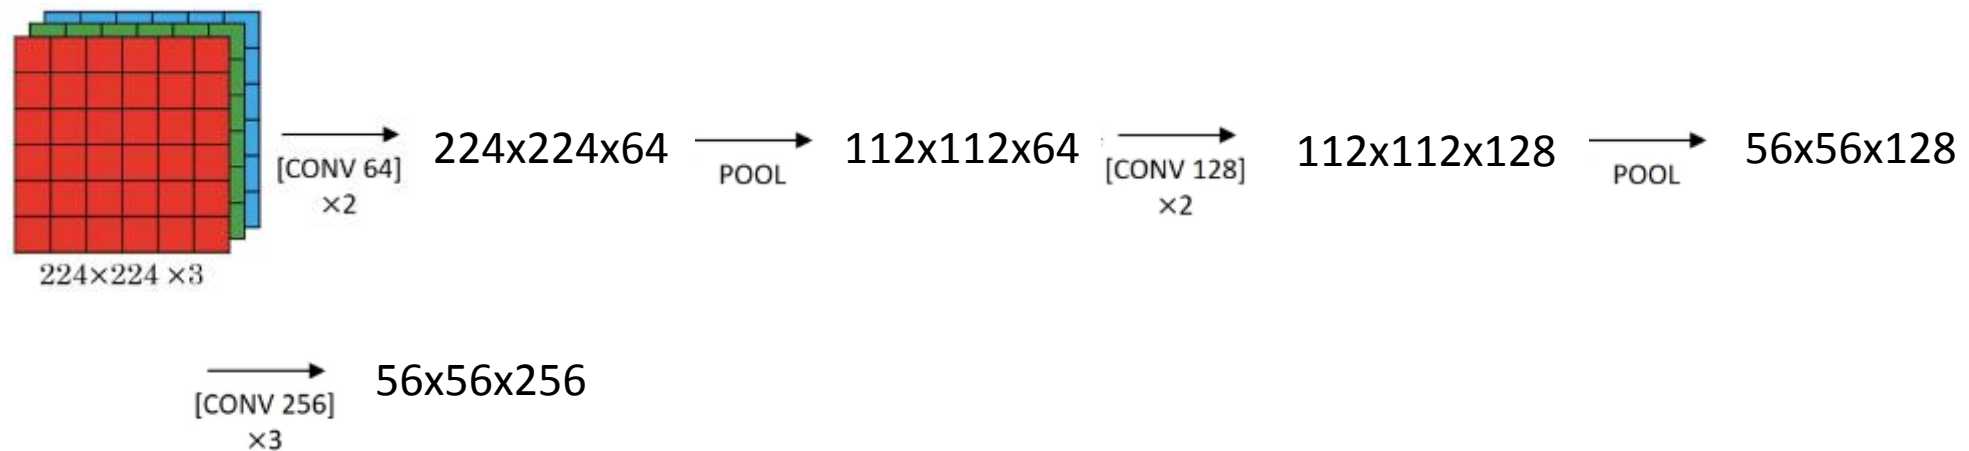 224×224 ×3
[CONV 64]
×2
224x224x64
POOL
112x112x64
[CONV 128]
×2
112x112x128
POOL
56x56x128
[CONV 256]
×3
56x56x256